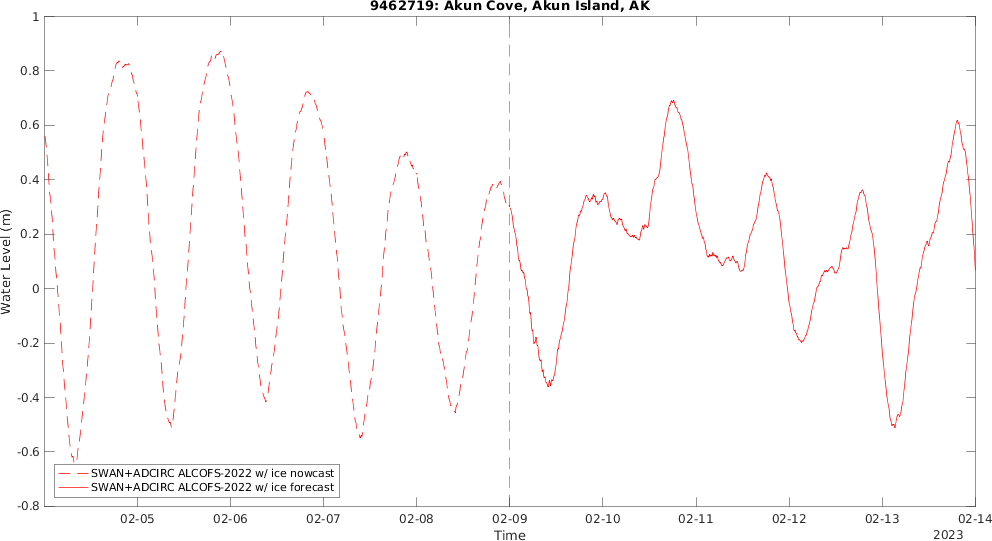 9462719: Akun Cove, Akun Island, AK
Water Level (m)
1
0.8
0.6
0.4
0.2
0
-0.2
-0.4
-0.6
-0.8
SWAN+ADCIRC ALCOFS-2022 w/ ice nowcast
SWAN+ADCIRC ALCOFS-2022 w/ ice forecast
02-05 02-06 02-07 02-08 02-09 02-10 02-11 02-12 02-13 02-14
Time
2023